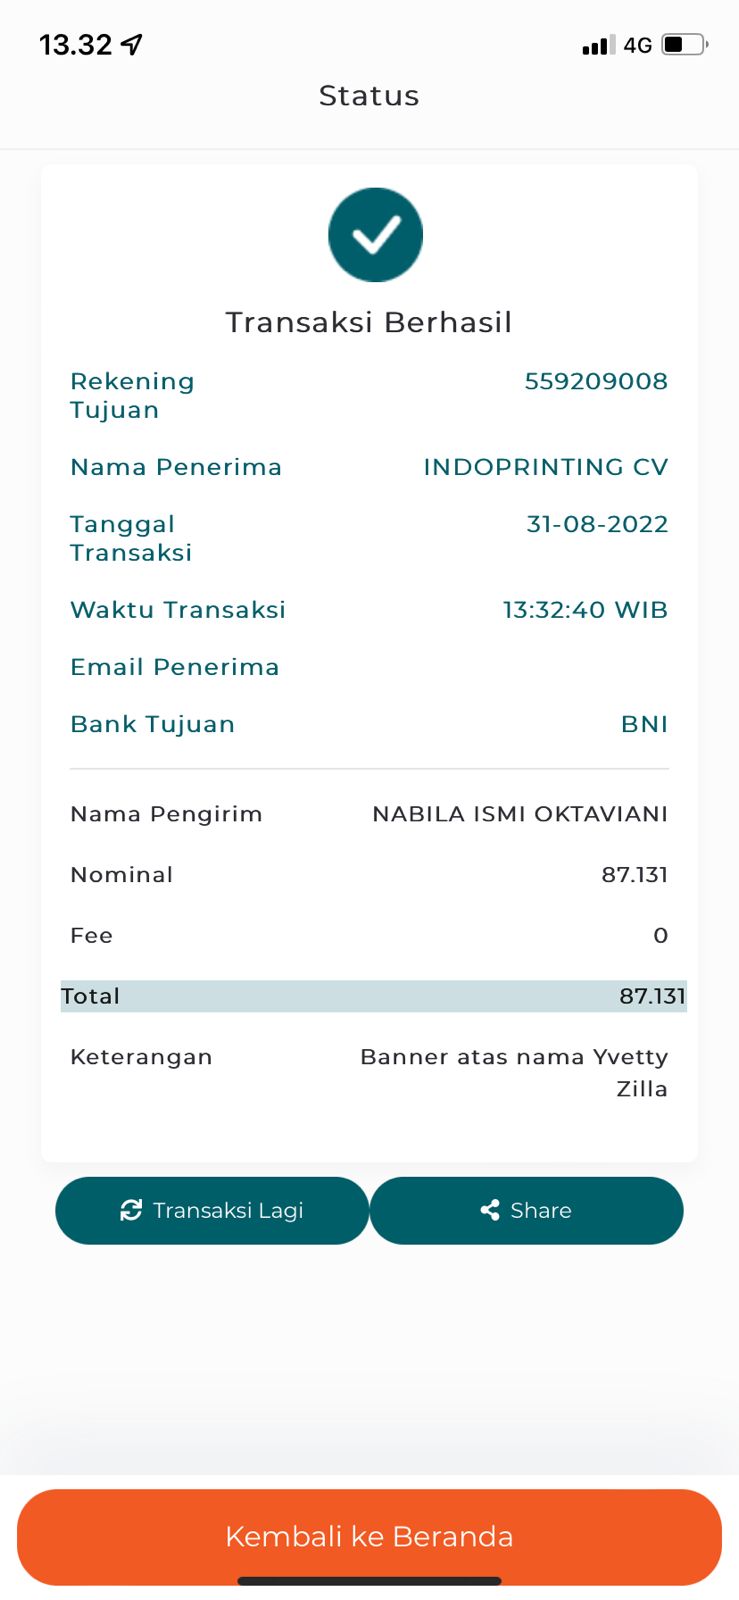 13.32
4G
Status
Transaksi Berhasil
Rekening Tujuan 559209008
Nama Penerima INDOPRINTING CV
Tanggal Transaksi 31-08-2022
Waktu Transaksi 13:32:40 WIB
Email Penerima
Bank Tujuan BNI
Nama Pengirim NABILA ISMI OKTAVIANI
Nominal 87.131
Fee 0
Total 87.131
Keterangan Banner atas nama Yvetty
Zilla
Transaksi Lagi
Share
Kembali ke Beranda